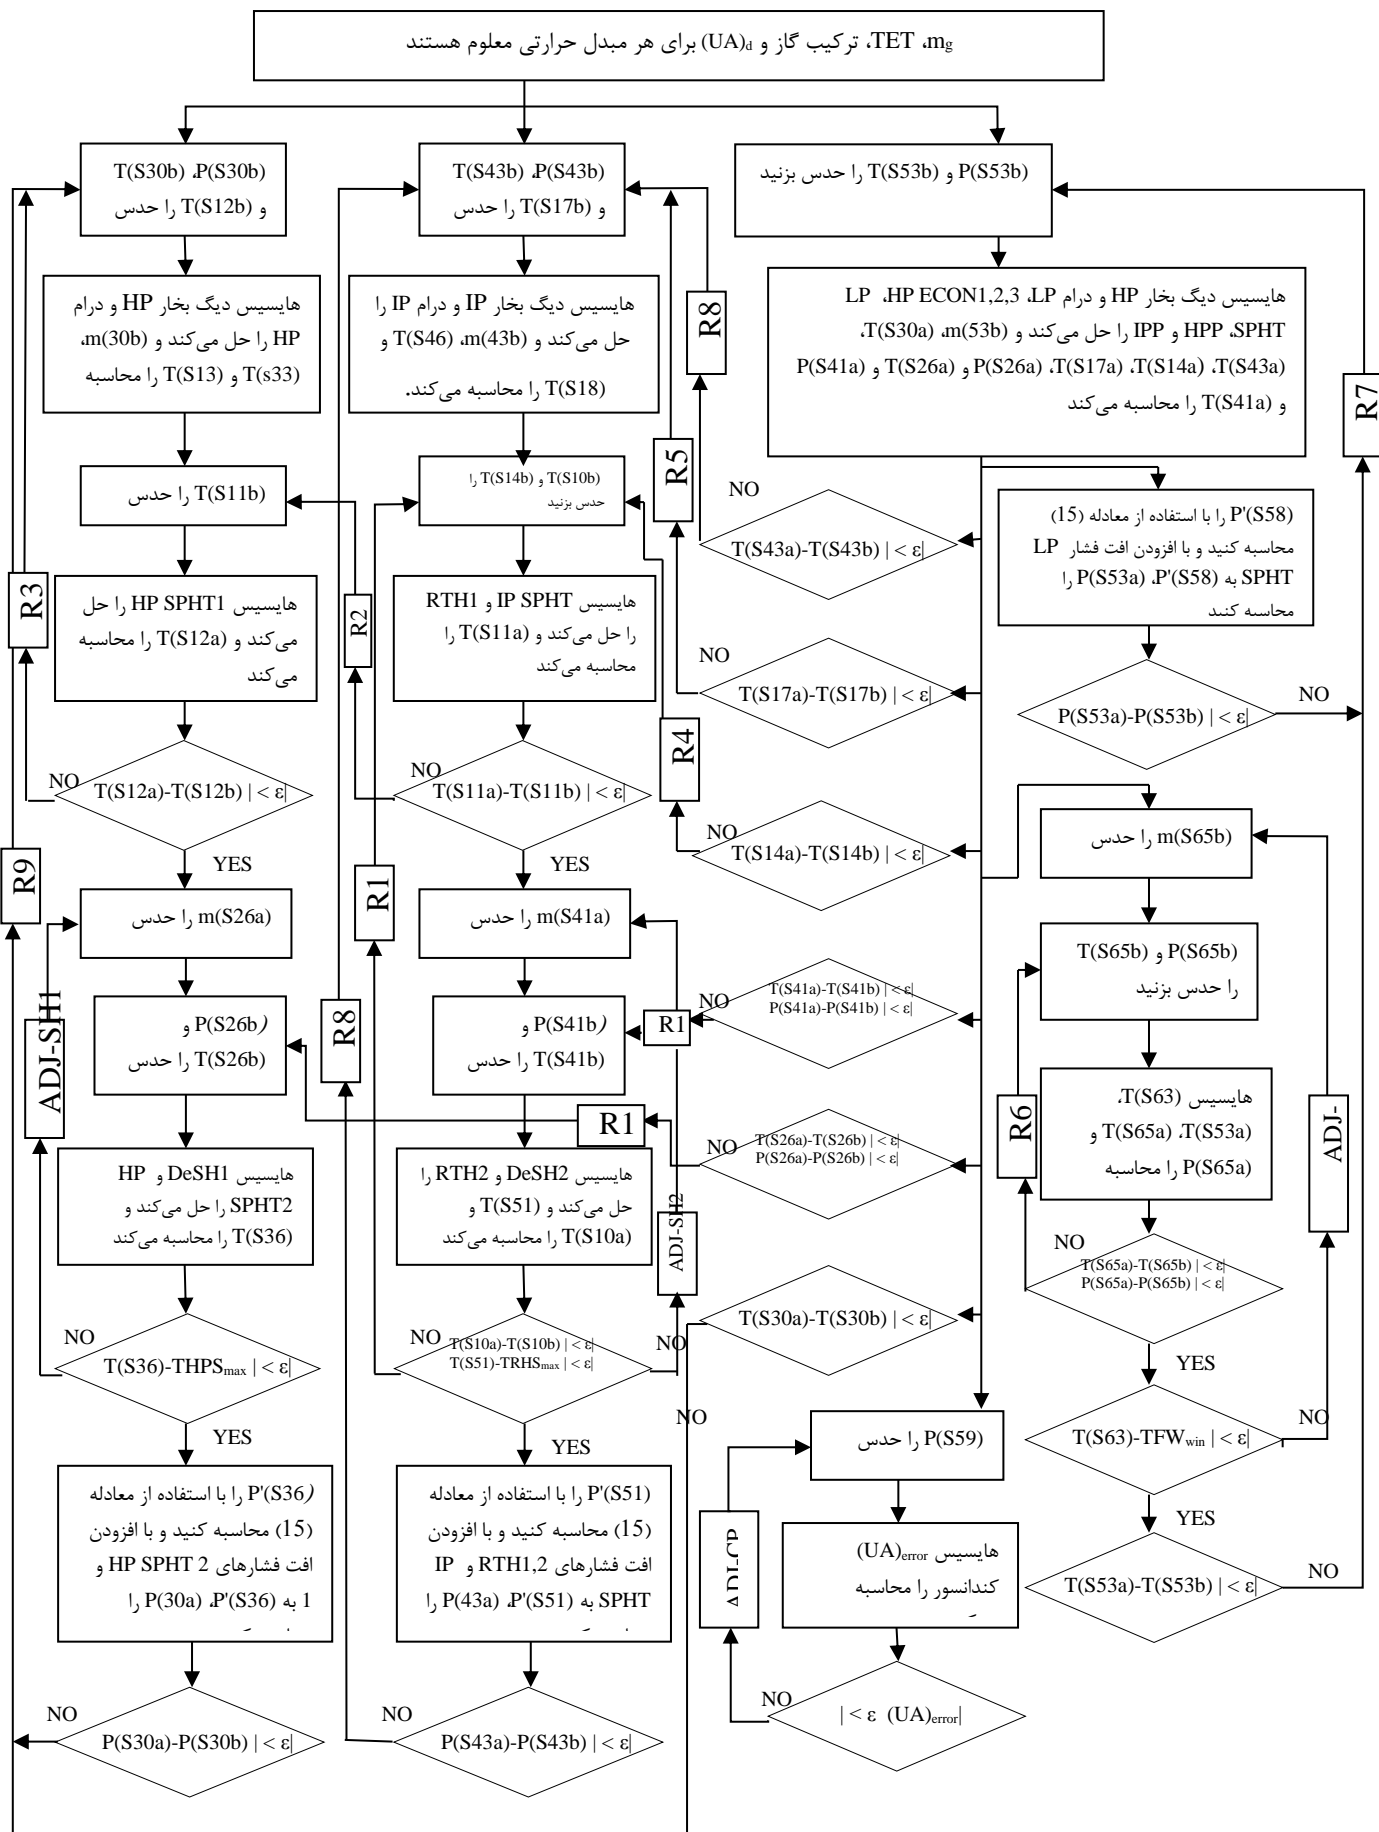 mg ،TET، ترکیب گاز و (UA)d برای هر مبدل حرارتی معلوم هستند
T(S30b) ،P(S30b)
و T(S12b) را حدس
هایسیس دیگ بخار HP و درام
HP را حل می‌کند و m(30b)،
T(s33) و T(S13) را محاسبه
T(S11b) را حدس
هایسیس HP SPHT1 را حل
می‌کند و T(S12a) را محاسبه
می‌کند
T(S12a)-T(S12b) | < ε|
NO
YES
m(S26a) را حدس
P(S26b) و
T(S26b) را حدس
هایسیس DeSH1 و HP
SPHT2 را حل می‌کند و
T(S36) را محاسبه می‌کند
NO
T(S36)-THPSmax | < ε|
YES
P'(S36) را با استفاده از معادله
(15) محاسبه کنید و با افزودن
افت فشارهای HP SPHT 2 و
1 به P(30a) ،P'(S36) را
NO
P(S30a)-P(S30b) | < ε|
R3
R9
ADJ-SH1
T(S43b) ،P(S43b)
و T(S17b) را حدس
هایسیس دیگ بخار IP و درام IP را
حل می‌کند و T(S46) ،m(43b) و
T(S18) را محاسبه می‌کند.
T(S10b) و T(S14b) را
حدس بزنید
هایسیس IP SPHT و RTH1
را حل می‌کند و T(S11a) را
محاسبه می‌کند
NO
T(S11a)-T(S11b) | < ε|
YES
m(S41a) را حدس
P(S41b) و
T(S41b) را حدس
هایسیس DeSH2 و RTH2 را
حل می‌کند و T(S51) و
T(S10a) را محاسبه می‌کند
NO
T(S10a)-T(S10b) | < ε|
T(S51)-TRHSmax | < ε|
NO
YES
P'(S51) را با استفاده از معادله
(15) محاسبه کنید و با افزودن
افت فشارهای RTH1,2 و IP
SPHT به P(43a) ،P'(S51) را
NO
P(S43a)-P(S43b) | < ε|
R2
R1
R8
R8
R5
R4
R1
R1
ADJ-SH2
P(S53b) و T(S53b) را حدس بزنید
هایسیس دیگ بخار HP و درام LP ،HP ECON1,2,3 ،LP
SPHT، HPP و IPP را حل می‌کند و T(S30a) ،m(53b)،
T(S43a) ،T(S14a) ،T(S17a)، P(S26a) و T(S26a) و P(S41a)
و T(S41a) را محاسبه می‌کند
NO
T(S43a)-T(S43b) | < ε|
NO
T(S17a)-T(S17b) | < ε|
NO
T(S14a)-T(S14b) | < ε|
NO
T(S41a)-T(S41b) | < ε|
P(S41a)-P(S41b) | < ε|
NO
T(S26a)-T(S26b) | < ε|
P(S26a)-P(S26b) | < ε|
T(S30a)-T(S30b) | < ε|
NO
P(S59) را حدس
هایسیس (UA)error
کندانسور را محاسبه
NO
| < ε (UA)error|
P'(S58) را با استفاده از معادله (15)
محاسبه کنید و با افزودن افت فشار LP
SPHT به P(S53a) ،P'(S58) را
محاسبه کنید
P(S53a)-P(S53b) | < ε|
NO
R7
m(S65b) را حدس
P(S65b) و T(S65b)
را حدس بزنید
هایسیس T(S63)،
T(S53a)، T(S65a) و
P(S65a) را محاسبه
NO
T(S65a)-T(S65b) | < ε|
P(S65a)-P(S65b) | < ε|
YES
T(S63)-TFWwin | < ε|
NO
YES
T(S53a)-T(S53b) | < ε|
NO
R6
ADJ-